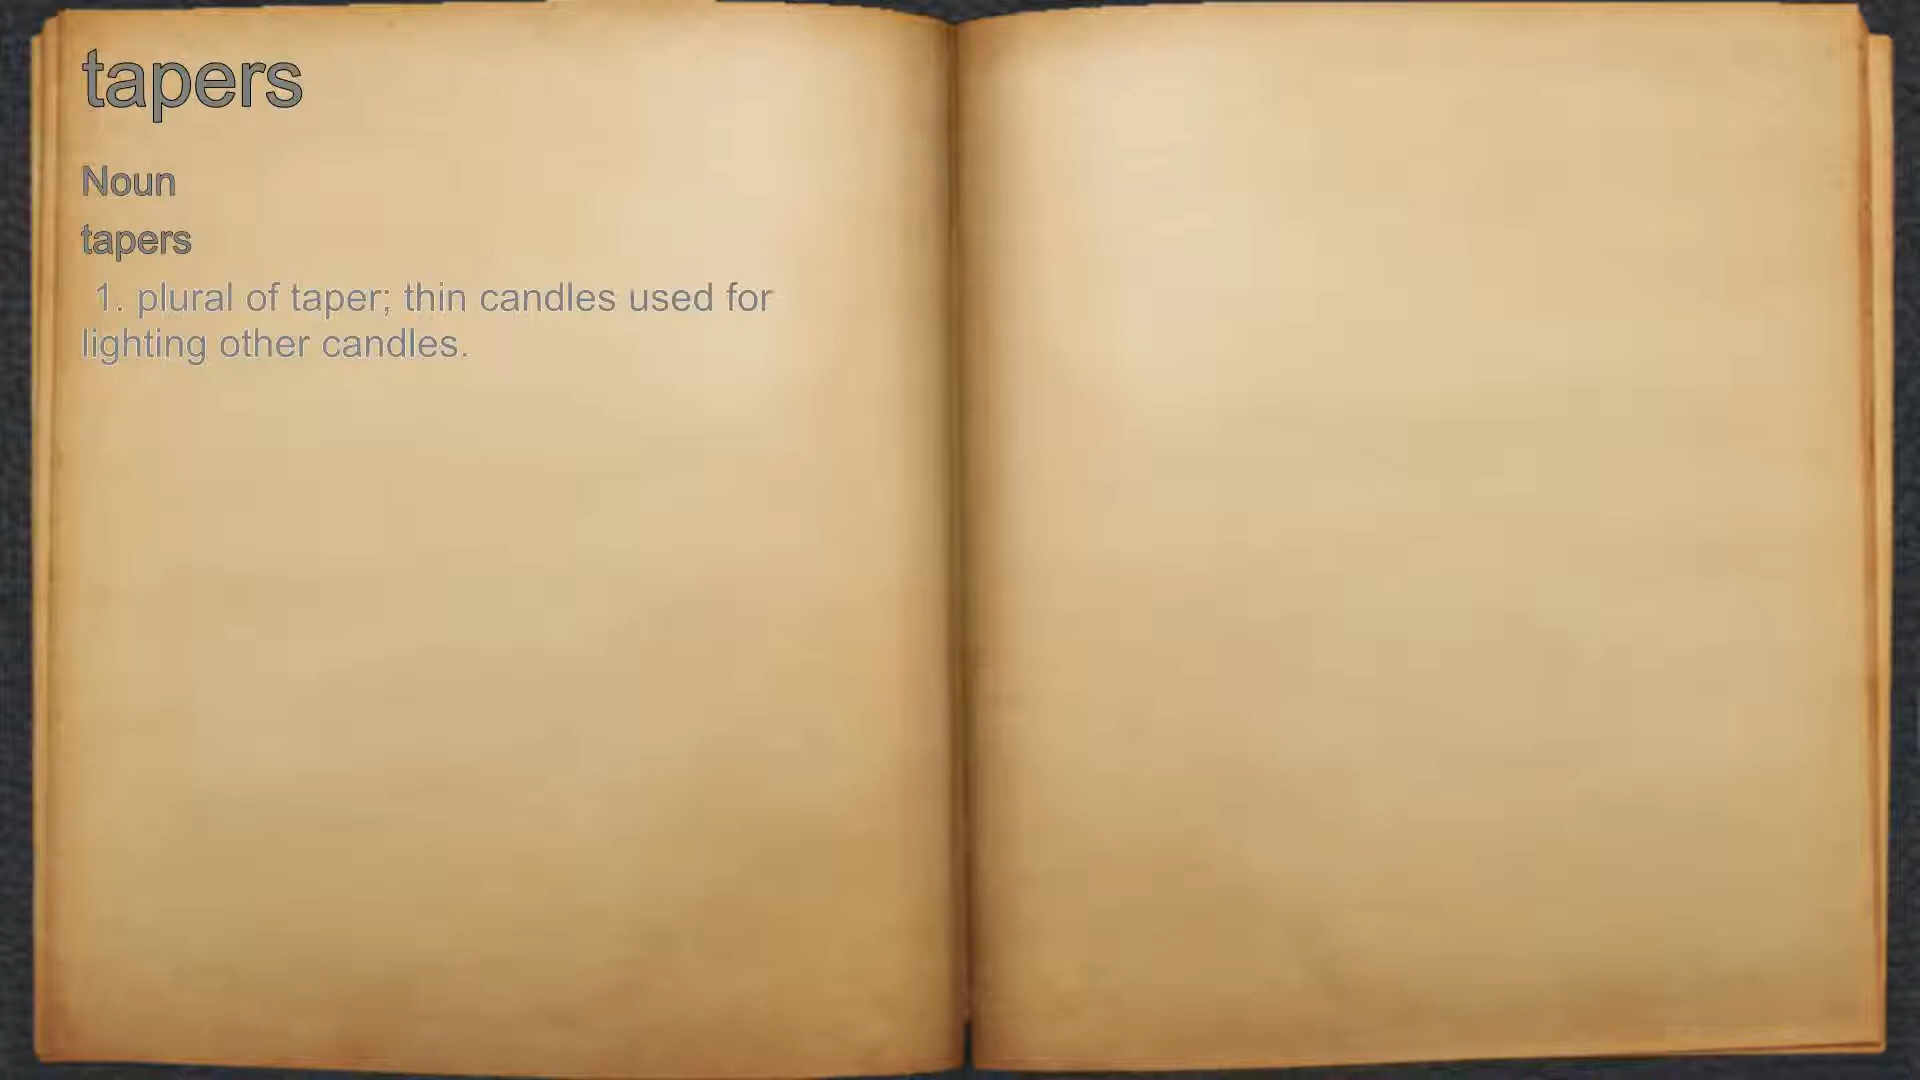 tapers
Noun
tapers
1. plural of taper; thin candles used for
lighting other candles.